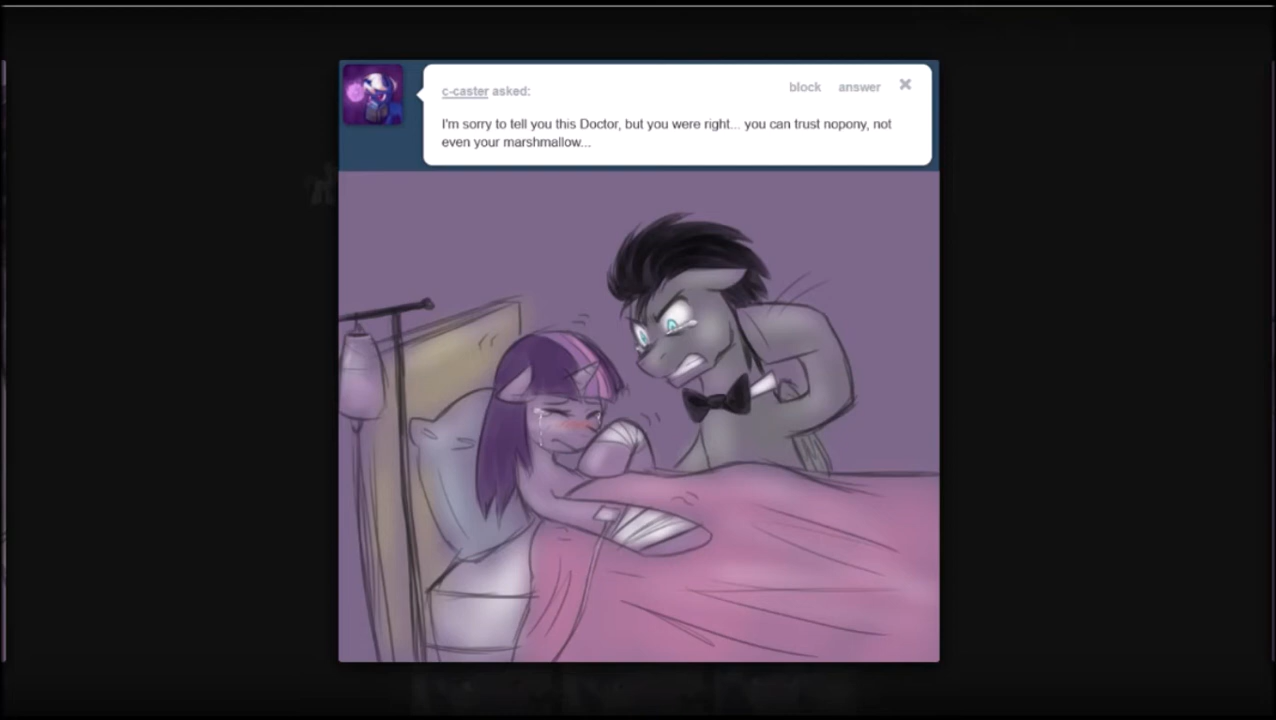 c-caster asked:
block answer
I'm sorry to tell you this Doctor, but you were right... you can trust nopony, not
even your marshmallow...